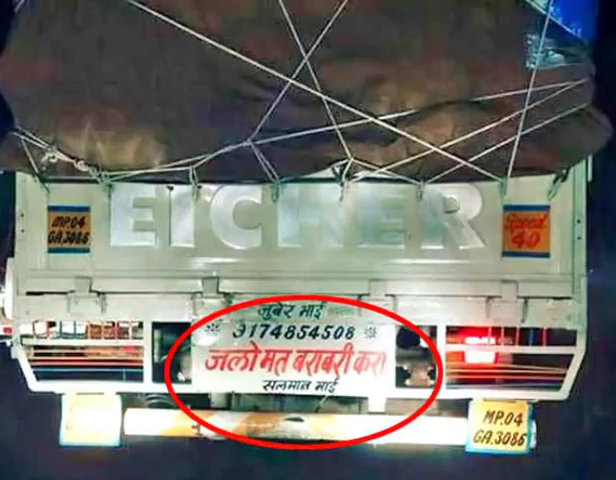 EICHER
MP.04
GA.3086
Speed
40
जुबेर भाई
9174854508
जलो मत बराबरी करो
सलमान भाई
MP.04
GA.3086